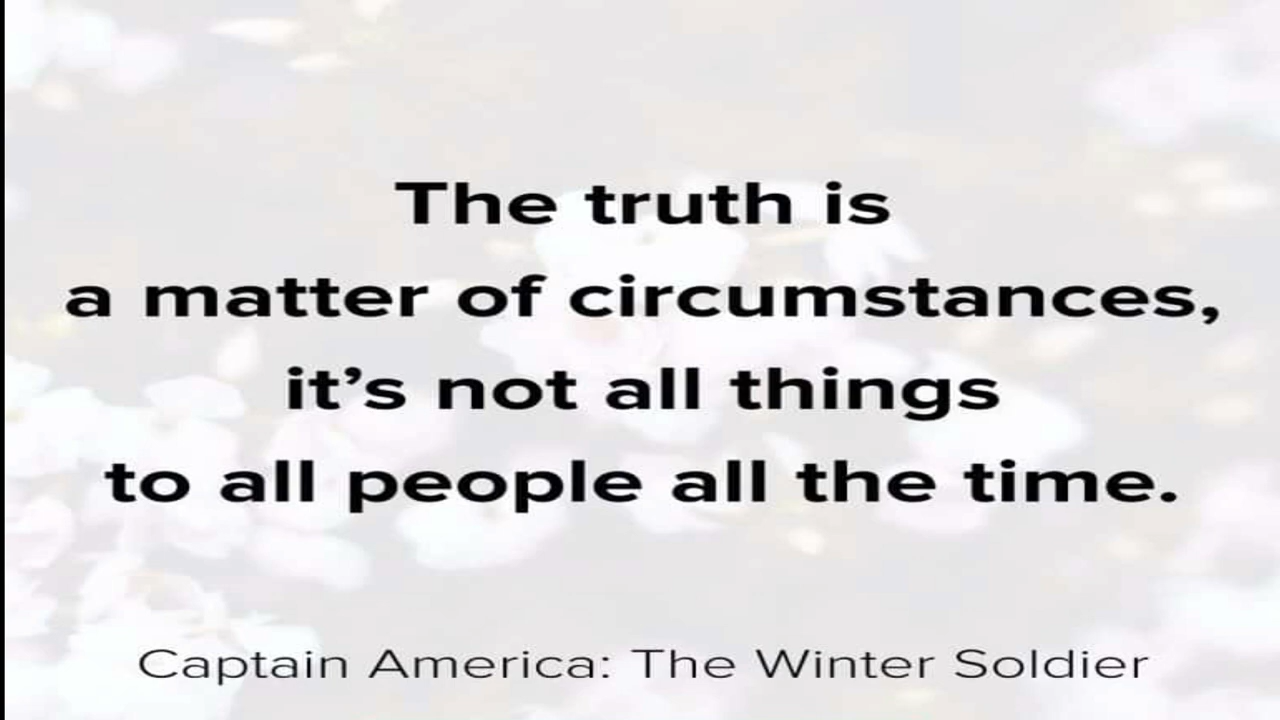 The truth is
a matter of circumstances,
it’s not all things
to all people all the time.
Captain America: The Winter Soldier